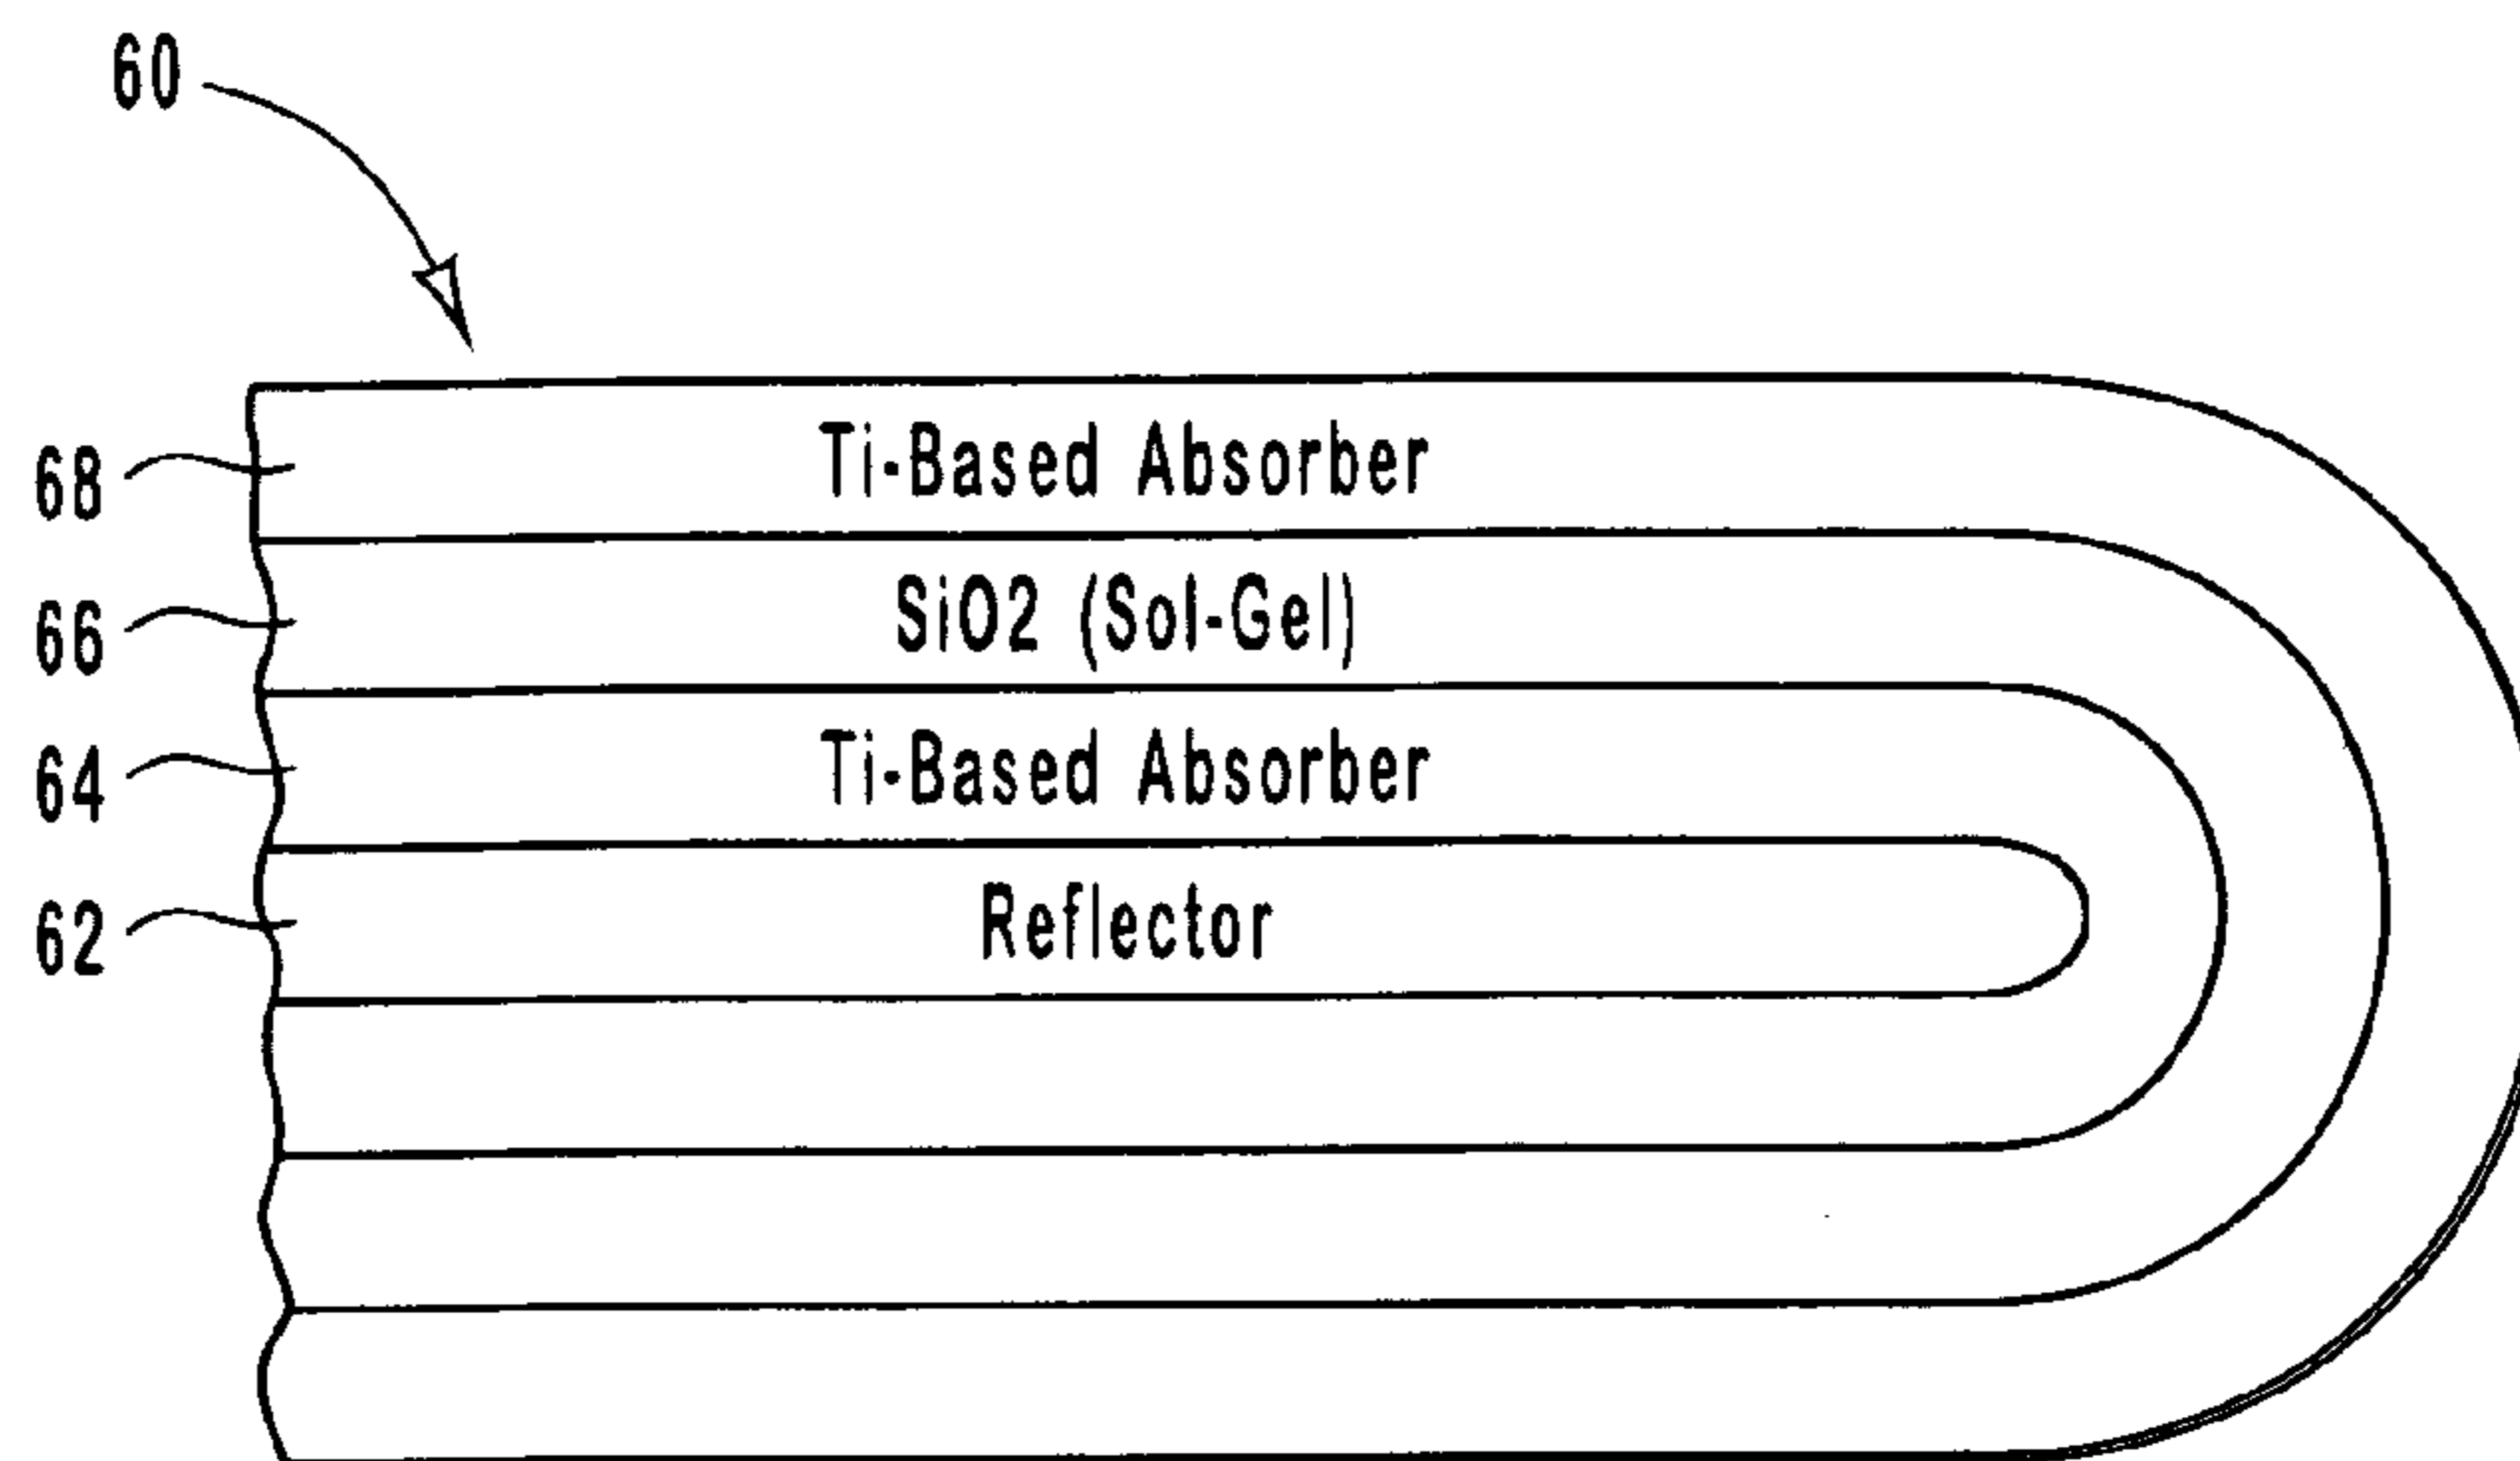 60
68 Ti-Based Absorber
66 SiO2 (Sol-Gel)
64 Ti-Based Absorber
62 Reflector